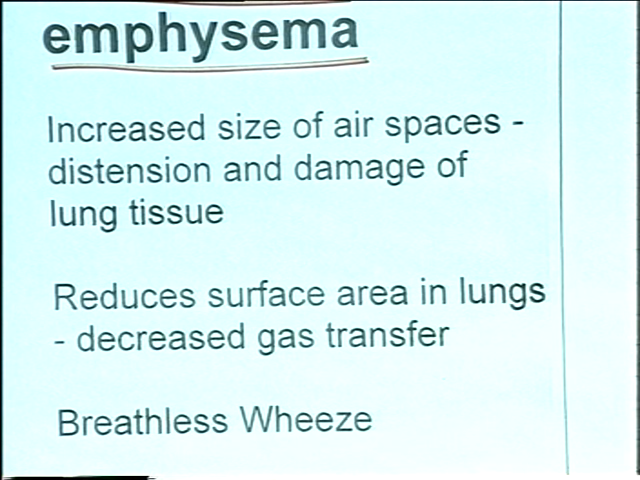 emphysema
Increased size of air spaces -
distension and damage of
lung tissue
Reduces surface area in lungs
- decreased gas transfer
Breathless Wheeze